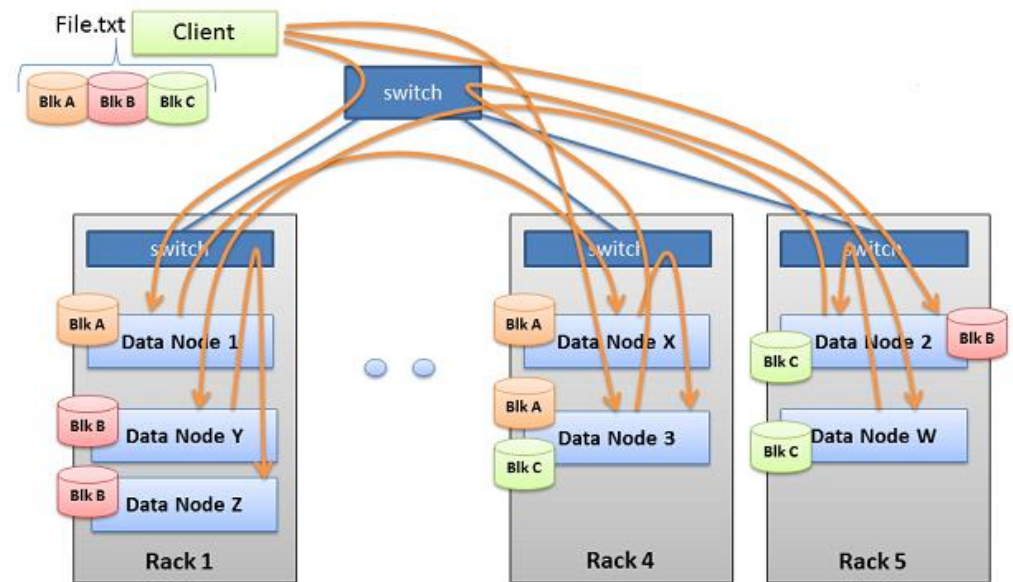 File.txt
Client
Blk A
Blk B
Blk C
switch
switch
Blk A
Data Node 1
Blk B
Data Node Y
Blk B
Data Node Z
Rack 1
switch
Blk A
Data Node X
Blk A
Data Node 3
Blk C
Rack 4
switch
Blk B
Data Node 2
Blk C
Data Node W
Blk C
Rack 5